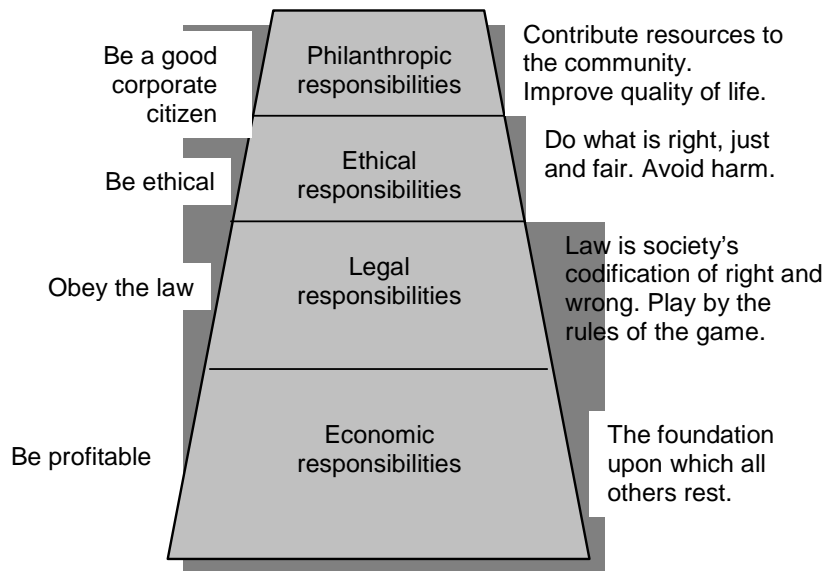 Be a good
corporate
citizen
Philanthropic
responsibilities
Contribute resources to
the community.
Improve quality of life.
Be ethical
Ethical
responsibilities
Do what is right, just
and fair. Avoid harm.
Obey the law
Legal
responsibilities
Law is society’s
codification of right and
wrong. Play by the
rules of the game.
Be profitable
Economic
responsibilities
The foundation
upon which all
others rest.